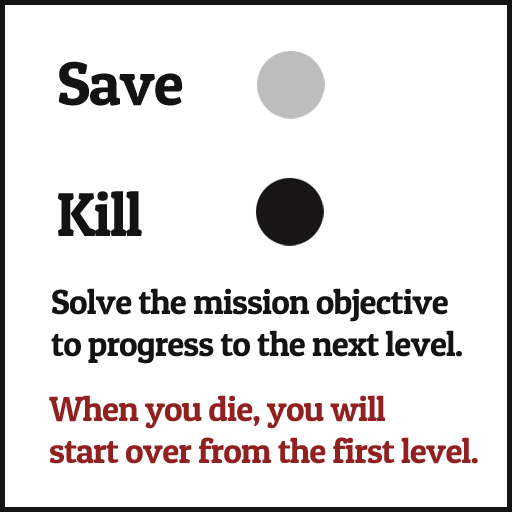 Save
Kill
Solve the mission objective
to progress to the next level.
When you die, you will
start over from the first level.